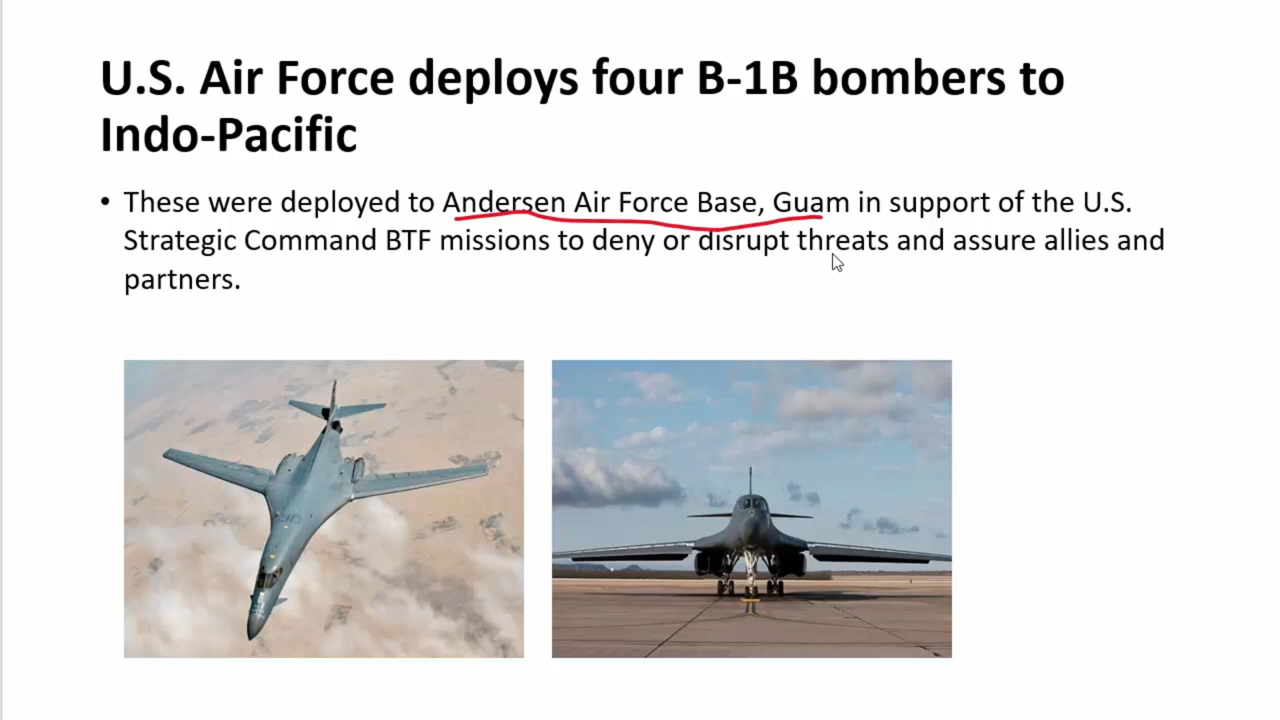 U.S. Air Force deploys four B-1B bombers to
Indo-Pacific
• These were deployed to Andersen Air Force Base, Guam in support of the U.S.
Strategic Command BTF missions to deny or disrupt threats and assure allies and
partners.